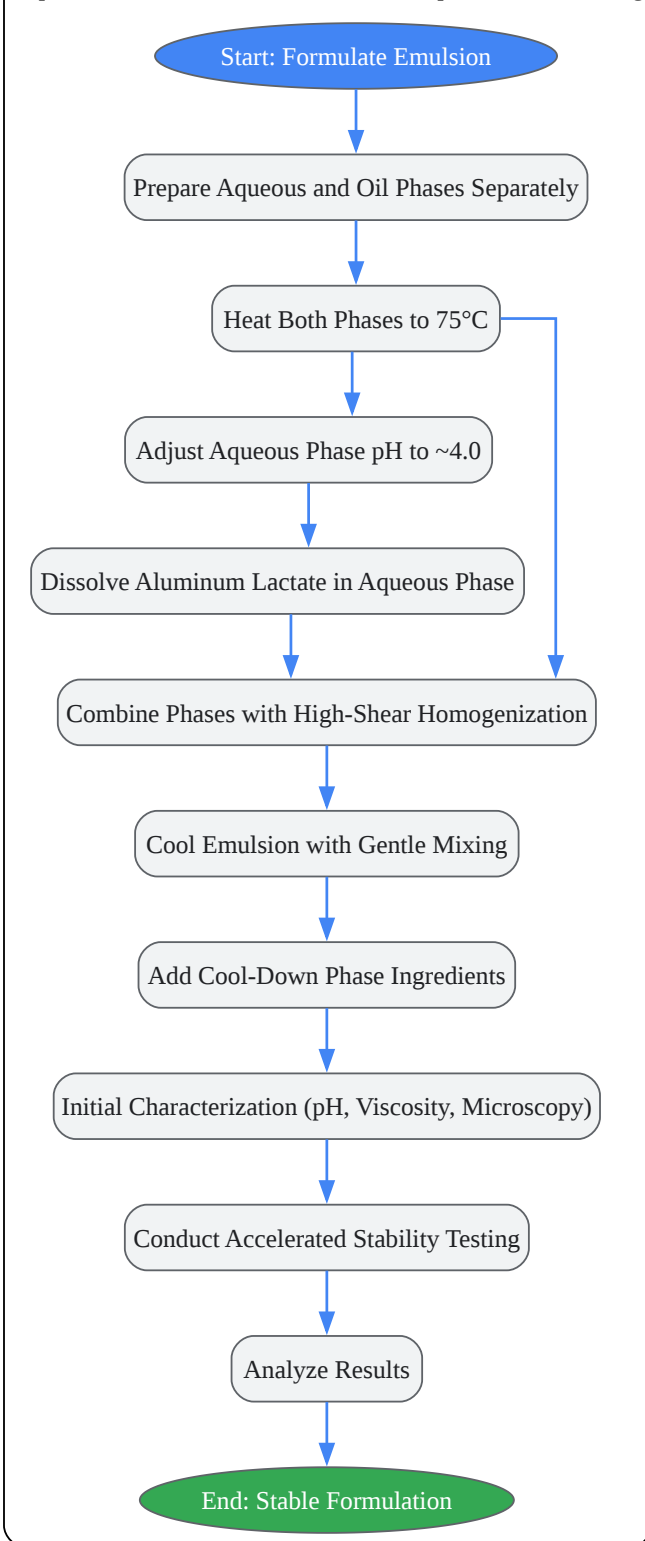 Start: Formulate Emulsion
Prepare Aqueous and Oil Phases Separately
Heat Both Phases to 75°C
Adjust Aqueous Phase pH to ~4.0
Dissolve Aluminum Lactate in Aqueous Phase
Combine Phases with High-Shear Homogenization
Cool Emulsion with Gentle Mixing
Add Cool-Down Phase Ingredients
Initial Characterization (pH, Viscosity, Microscopy)
Conduct Accelerated Stability Testing
Analyze Results
End: Stable Formulation